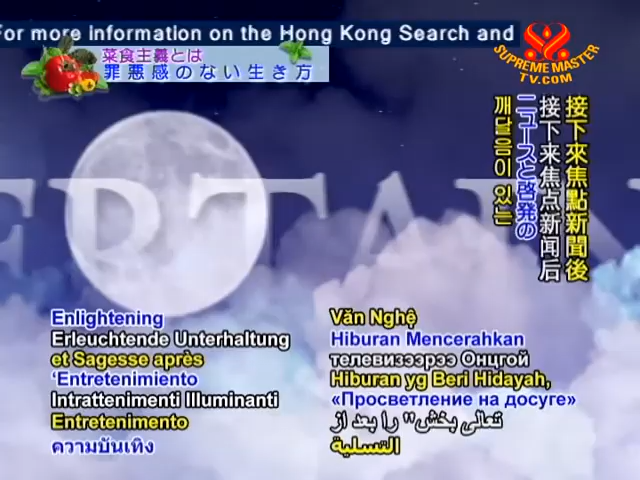 For more information on the Hong Kong Search and
菜食主義とは
罪悪感のない生き方
SUPREME MASTER
TV.COM
接下來焦點新聞後
接下来焦点新闻后
ニュースと啓発の
깨달음이 있는
ERTAIN
Enlightening
Erleuchtende Unterhaltung
et Sagesse après
‘Entretenimiento
Intrattenimenti Illuminanti
Entretenimento
ความบันเทิง
Văn Nghệ
Hiburan Mencerahkan
телевизээрээ Онцгой
Hiburan yg Beri Hidayah,
«Просветление на досуге»
تعالی بخش" را بعد از
التسلية